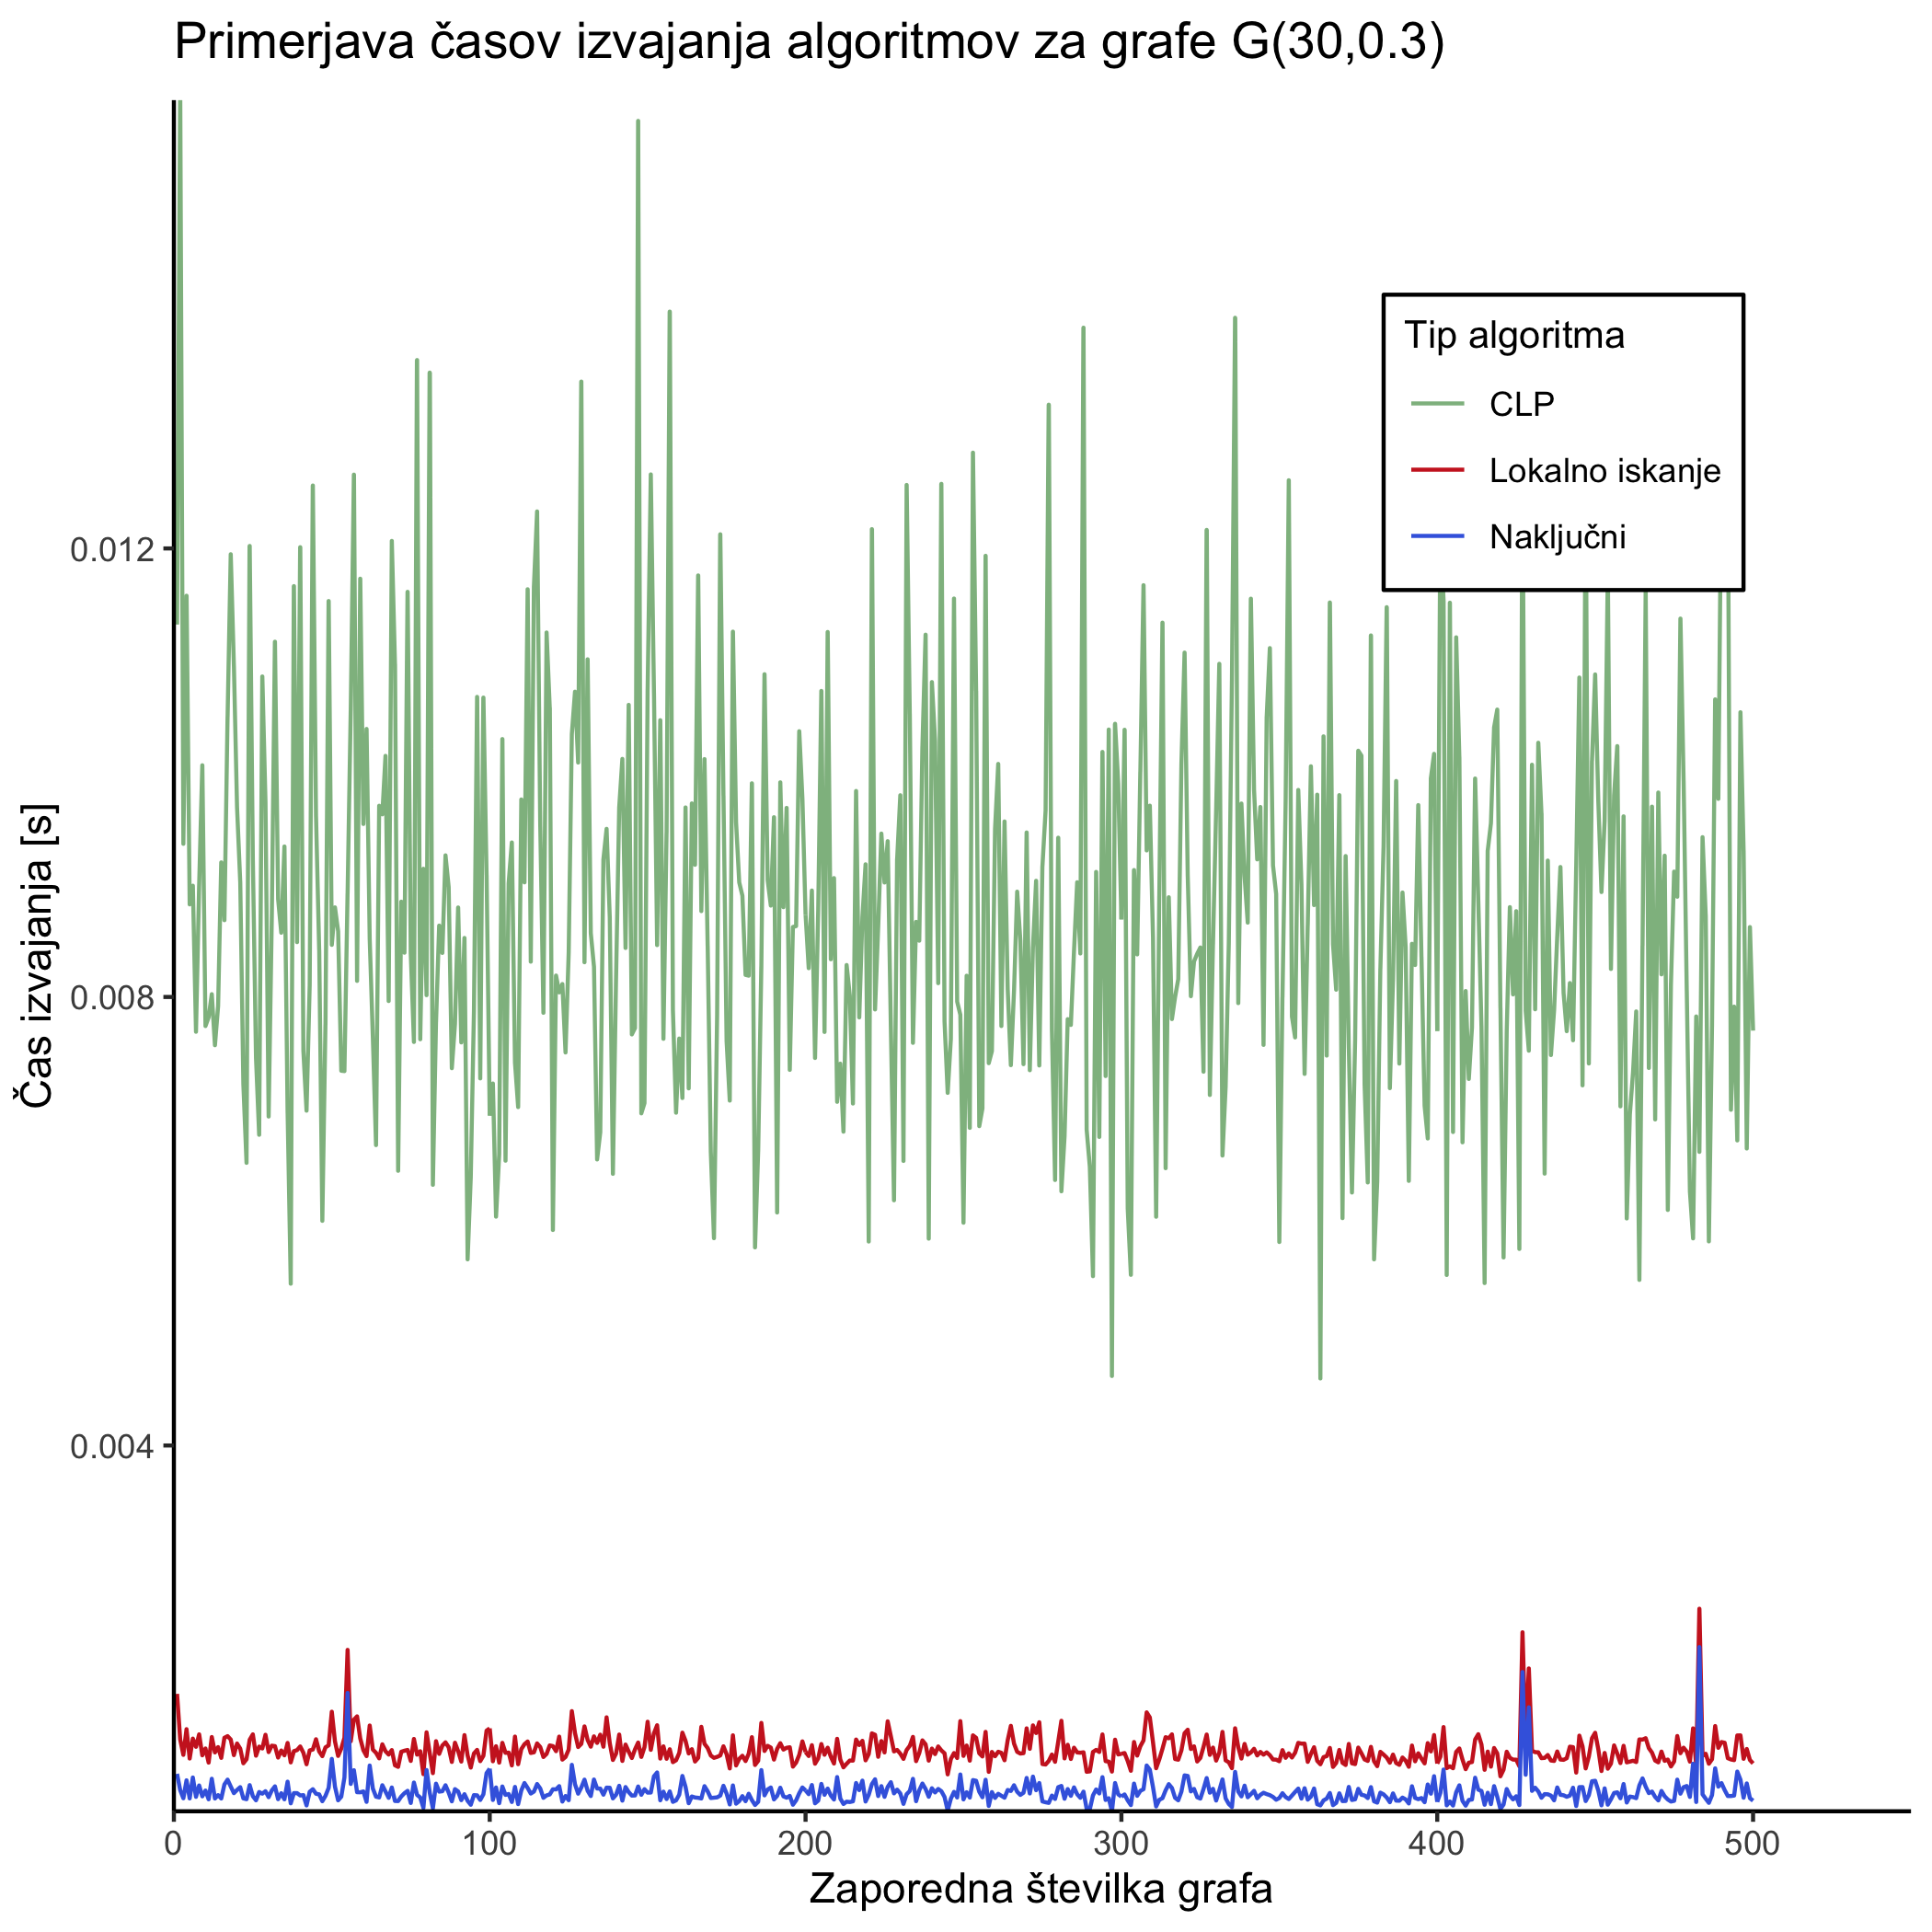 Primerjava časov izvajanja algoritmov za grafe G(30,0.3)
Tip algoritma
CLP
Lokalno iskanje
Naključni
Čas izvajanja [s]
0.012
0.008
0.004
0
100
200
300
400
500
Zaporedna številka grafa